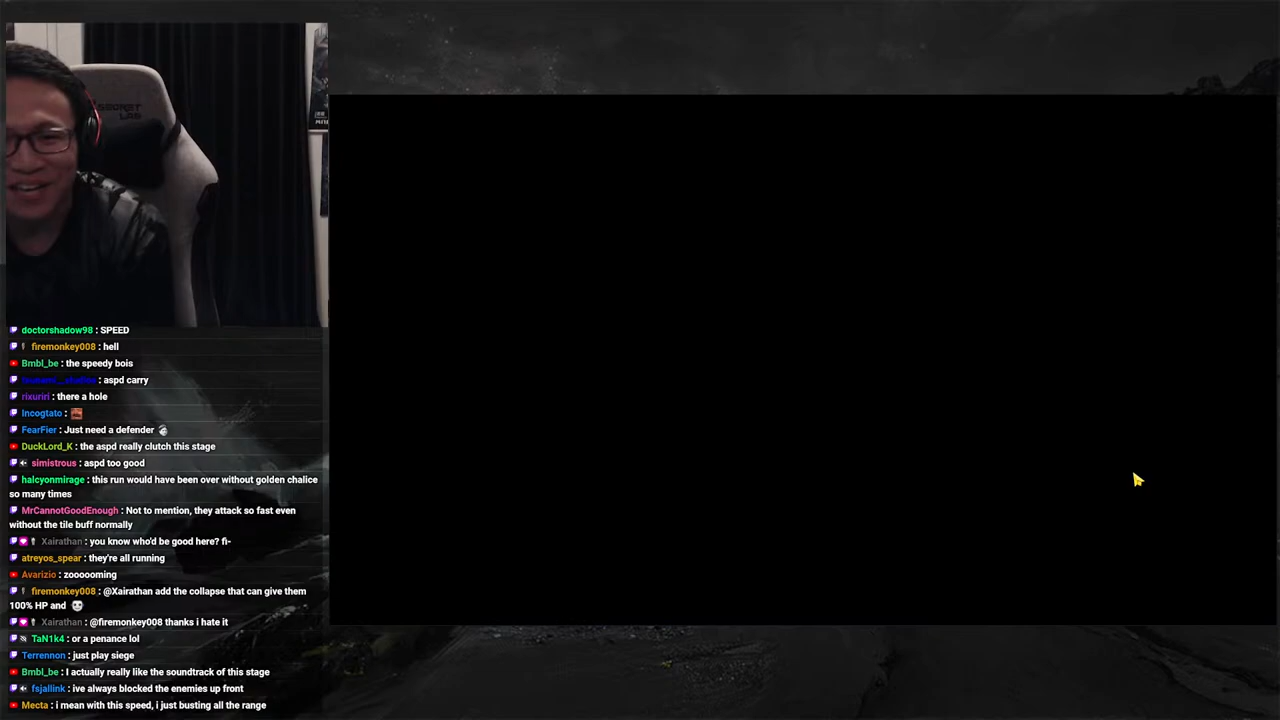 SECRET
LAB
doctorshadow98 : SPEED
firemonkey008 : hell
Bmbl_be : the speedy bois
: aspd carry
rixuriri : there a hole
Incogtato :
FearFier : Just need a defender
DuckLord_K : the aspd really clutch this stage
simistrous : aspd too good
halcyonmirage : this run would have been over without golden chalice
so many times
MrCannotGoodEnough : Not to mention, they attack so fast even
without the tile buff normally
Xairathan : you know who'd be good here? fi-
atreyos_spear : they're all running
Avarizio : zoooooming
firemonkey008 : @Xairathan add the collapse that can give them
100% HP and
Xairathan : @firemonkey008 thanks i hate it
TaN1k4 : or a penance lol
Terrennon : just play siege
Bmbl_be : I actually really like the soundtrack of this stage
fsjallink : ive always blocked the enemies up front
Mecta : i mean with this speed, i just busting all the range